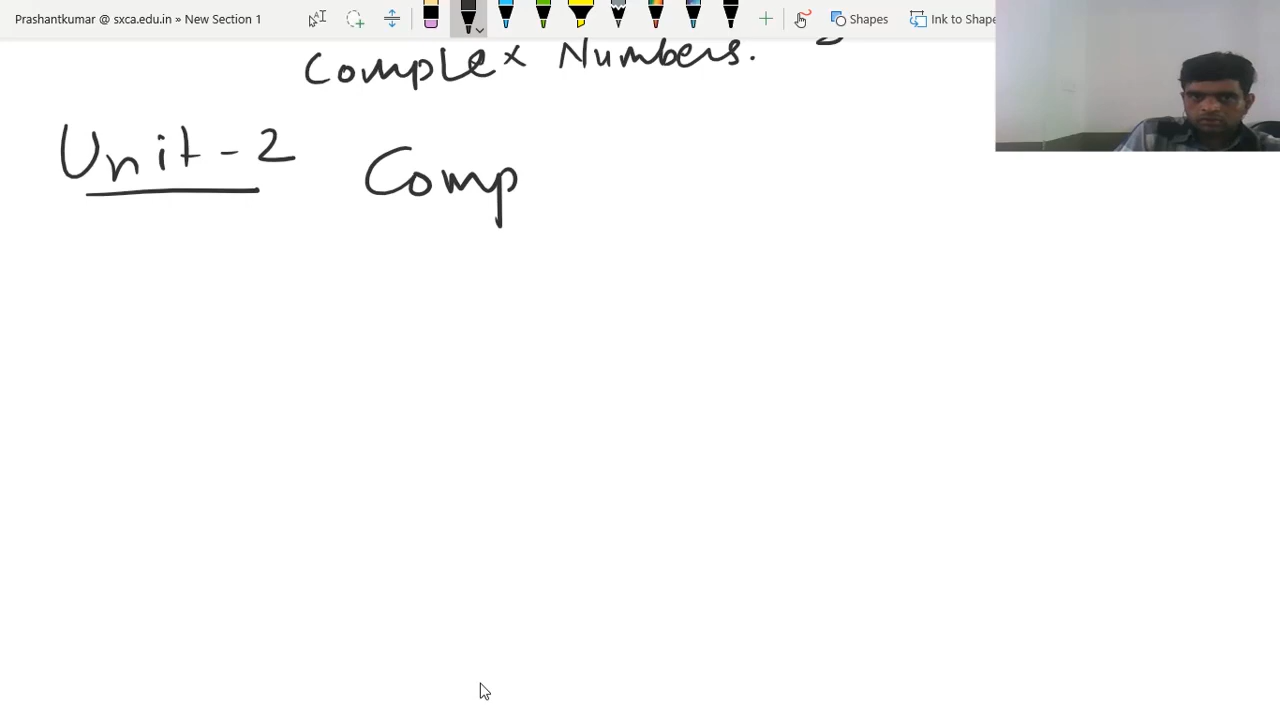 Prashantkumar @ sxca.edu.in » New Section 1
Shapes
Ink to Shape
Complex Numbers.
Unit-2 Comp